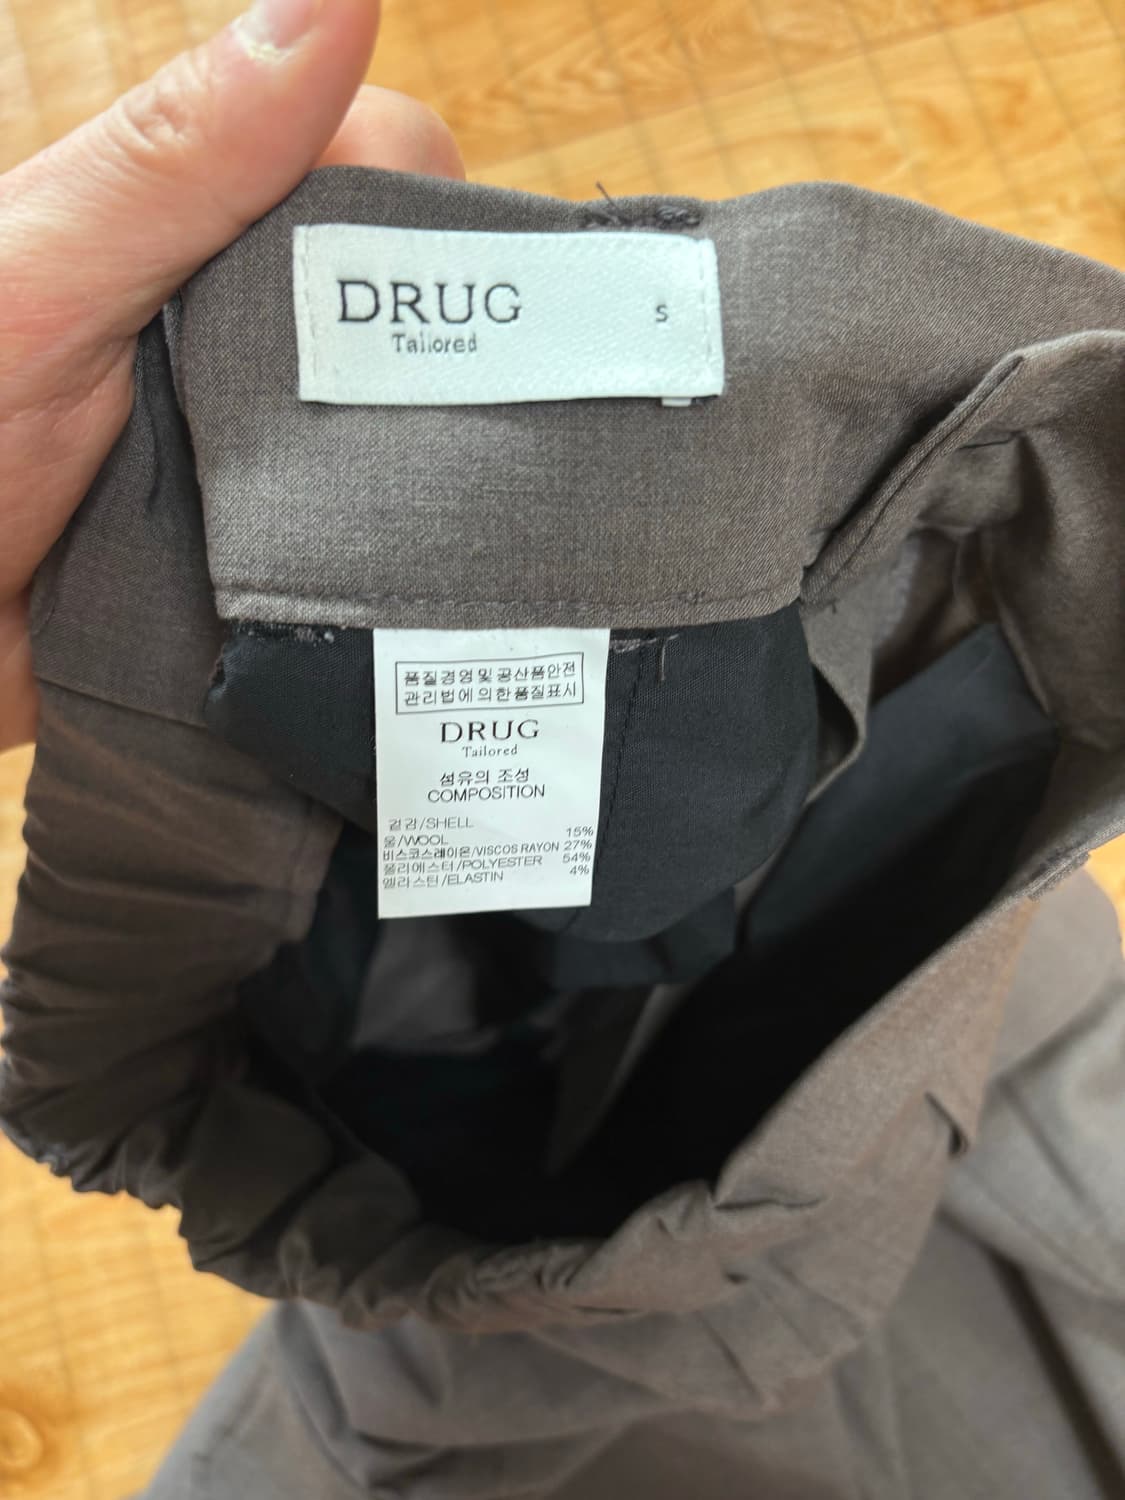 DRUG
Tailored
S
품질경영및 공산품안전
관리법에 의한품질표시
DRUG
Tailored
섬유의 조성
COMPOSITION
겉감/SHELL
울/WOOL 15%
비스코스레이온/VISCOS RAYON 27%
폴리에스터/POLYESTER 54%
엘라스틴/ELASTIN 4%